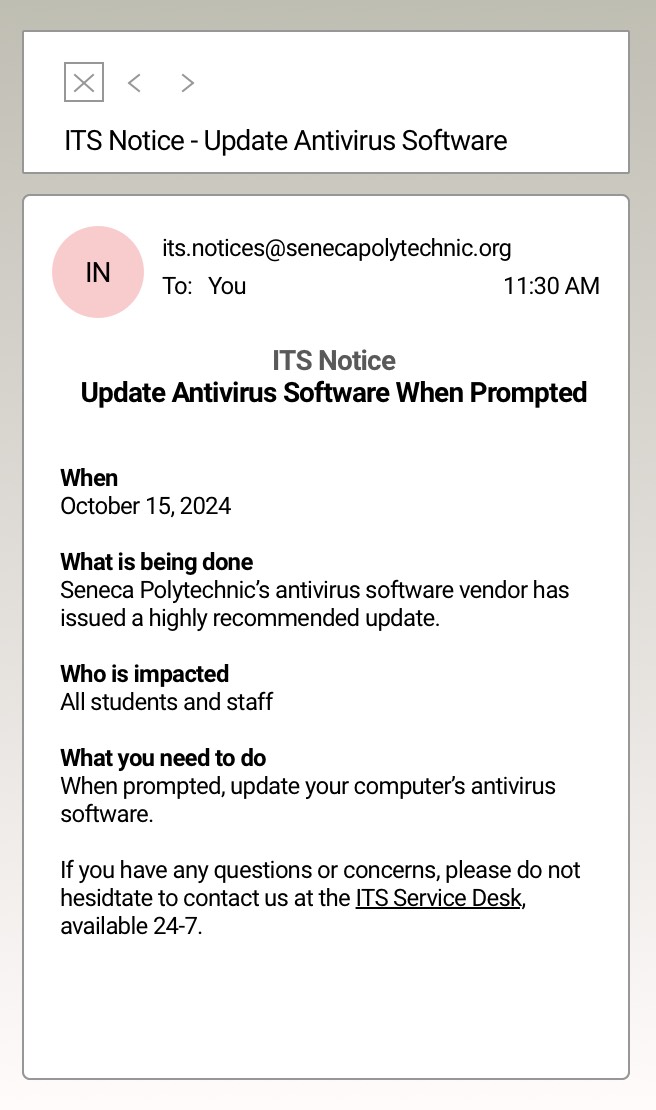 ITS Notice - Update Antivirus Software
IN
its.notices@senecapolytechnic.org
To: You 11:30 AM
ITS Notice
Update Antivirus Software When Prompted
When
October 15, 2024
What is being done
Seneca Polytechnic’s antivirus software vendor has
issued a highly recommended update.
Who is impacted
All students and staff
What you need to do
When prompted, update your computer’s antivirus
software.
If you have any questions or concerns, please do not
hesidtate to contact us at the ITS Service Desk,
available 24-7.